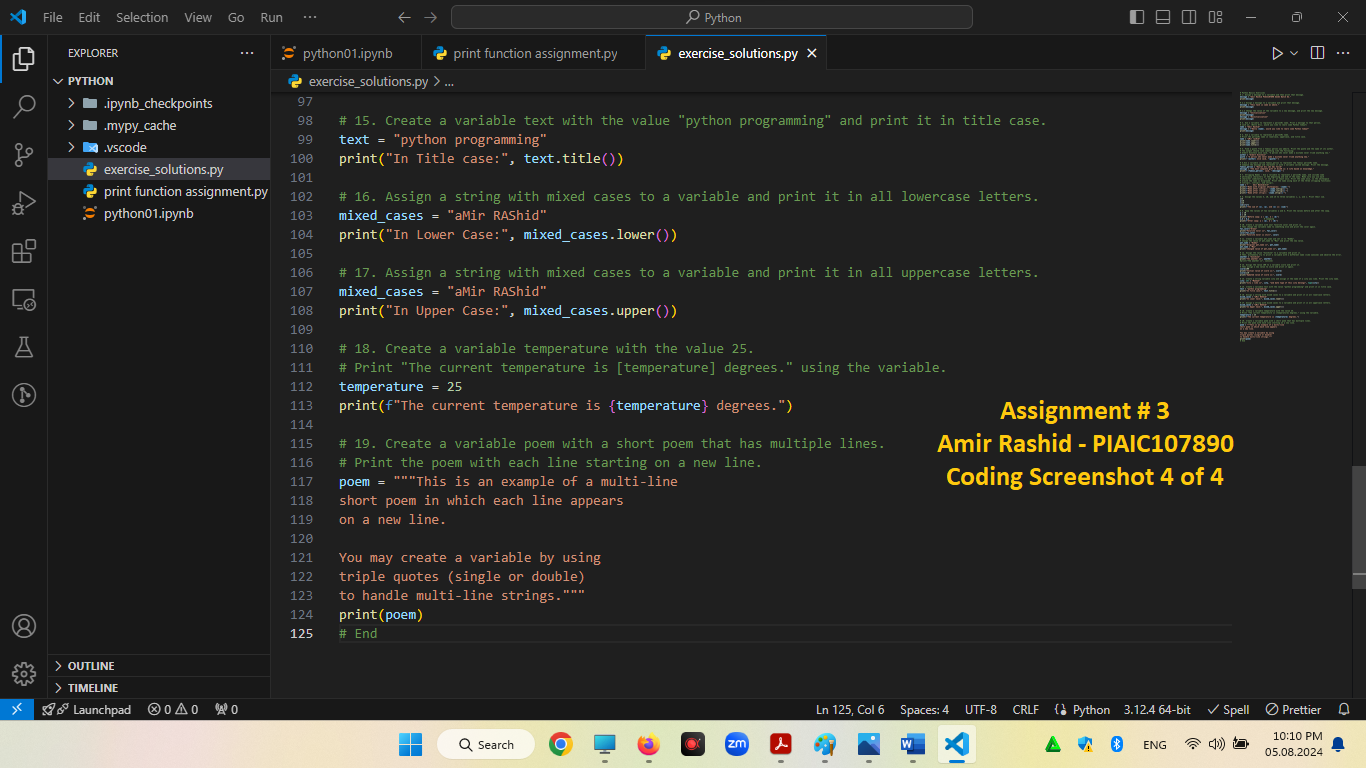 File Edit Selection View Go Run ··· Python
EXPLORER ···
PYTHON
.ipynb_checkpoints
.mypy_cache
.vscode
exercise_solutions.py
print function assignment.py
python01.ipynb
OUTLINE
TIMELINE
python01.ipynb print function assignment.py exercise_solutions.py
exercise_solutions.py > ...
97
98 # 15. Create a variable text with the value "python programming" and print it in title case.
99 text = "python programming"
100 print("In Title case:", text.title())
101
102 # 16. Assign a string with mixed cases to a variable and print it in all lowercase letters.
103 mixed_cases = "aMir RAShid"
104 print("In Lower Case:", mixed_cases.lower())
105
106 # 17. Assign a string with mixed cases to a variable and print it in all uppercase letters.
107 mixed_cases = "aMir RAShid"
108 print("In Upper Case:", mixed_cases.upper())
109
110 # 18. Create a variable temperature with the value 25.
111 # Print "The current temperature is [temperature] degrees." using the variable.
112 temperature = 25
113 print(f"The current temperature is {temperature} degrees.")
114
115 # 19. Create a variable poem with a short poem that has multiple lines.
116 # Print the poem with each line starting on a new line.
117 poem = """This is an example of a multi-line
118 short poem in which each line appears
119 on a new line.
120
121 You may create a variable by using
122 triple quotes (single or double)
123 to handle multi-line strings."""
124 print(poem)
125 # End
Assignment # 3
Amir Rashid - PIAIC107890
Coding Screenshot 4 of 4
Launchpad 0 0 0 Ln 125, Col 6 Spaces: 4 UTF-8 CRLF Python 3.12.4 64-bit Spell Prettier
Search zm W ENG 10:10 PM
05.08.2024